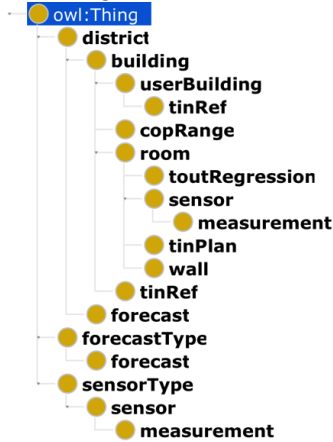 owl:Thing
district
building
userBuilding
tinRef
copRange
room
toutRegression
sensor
measurement
tinPlan
wall
tinRef
forecast
forecastType
forecast
sensorType
sensor
measurement